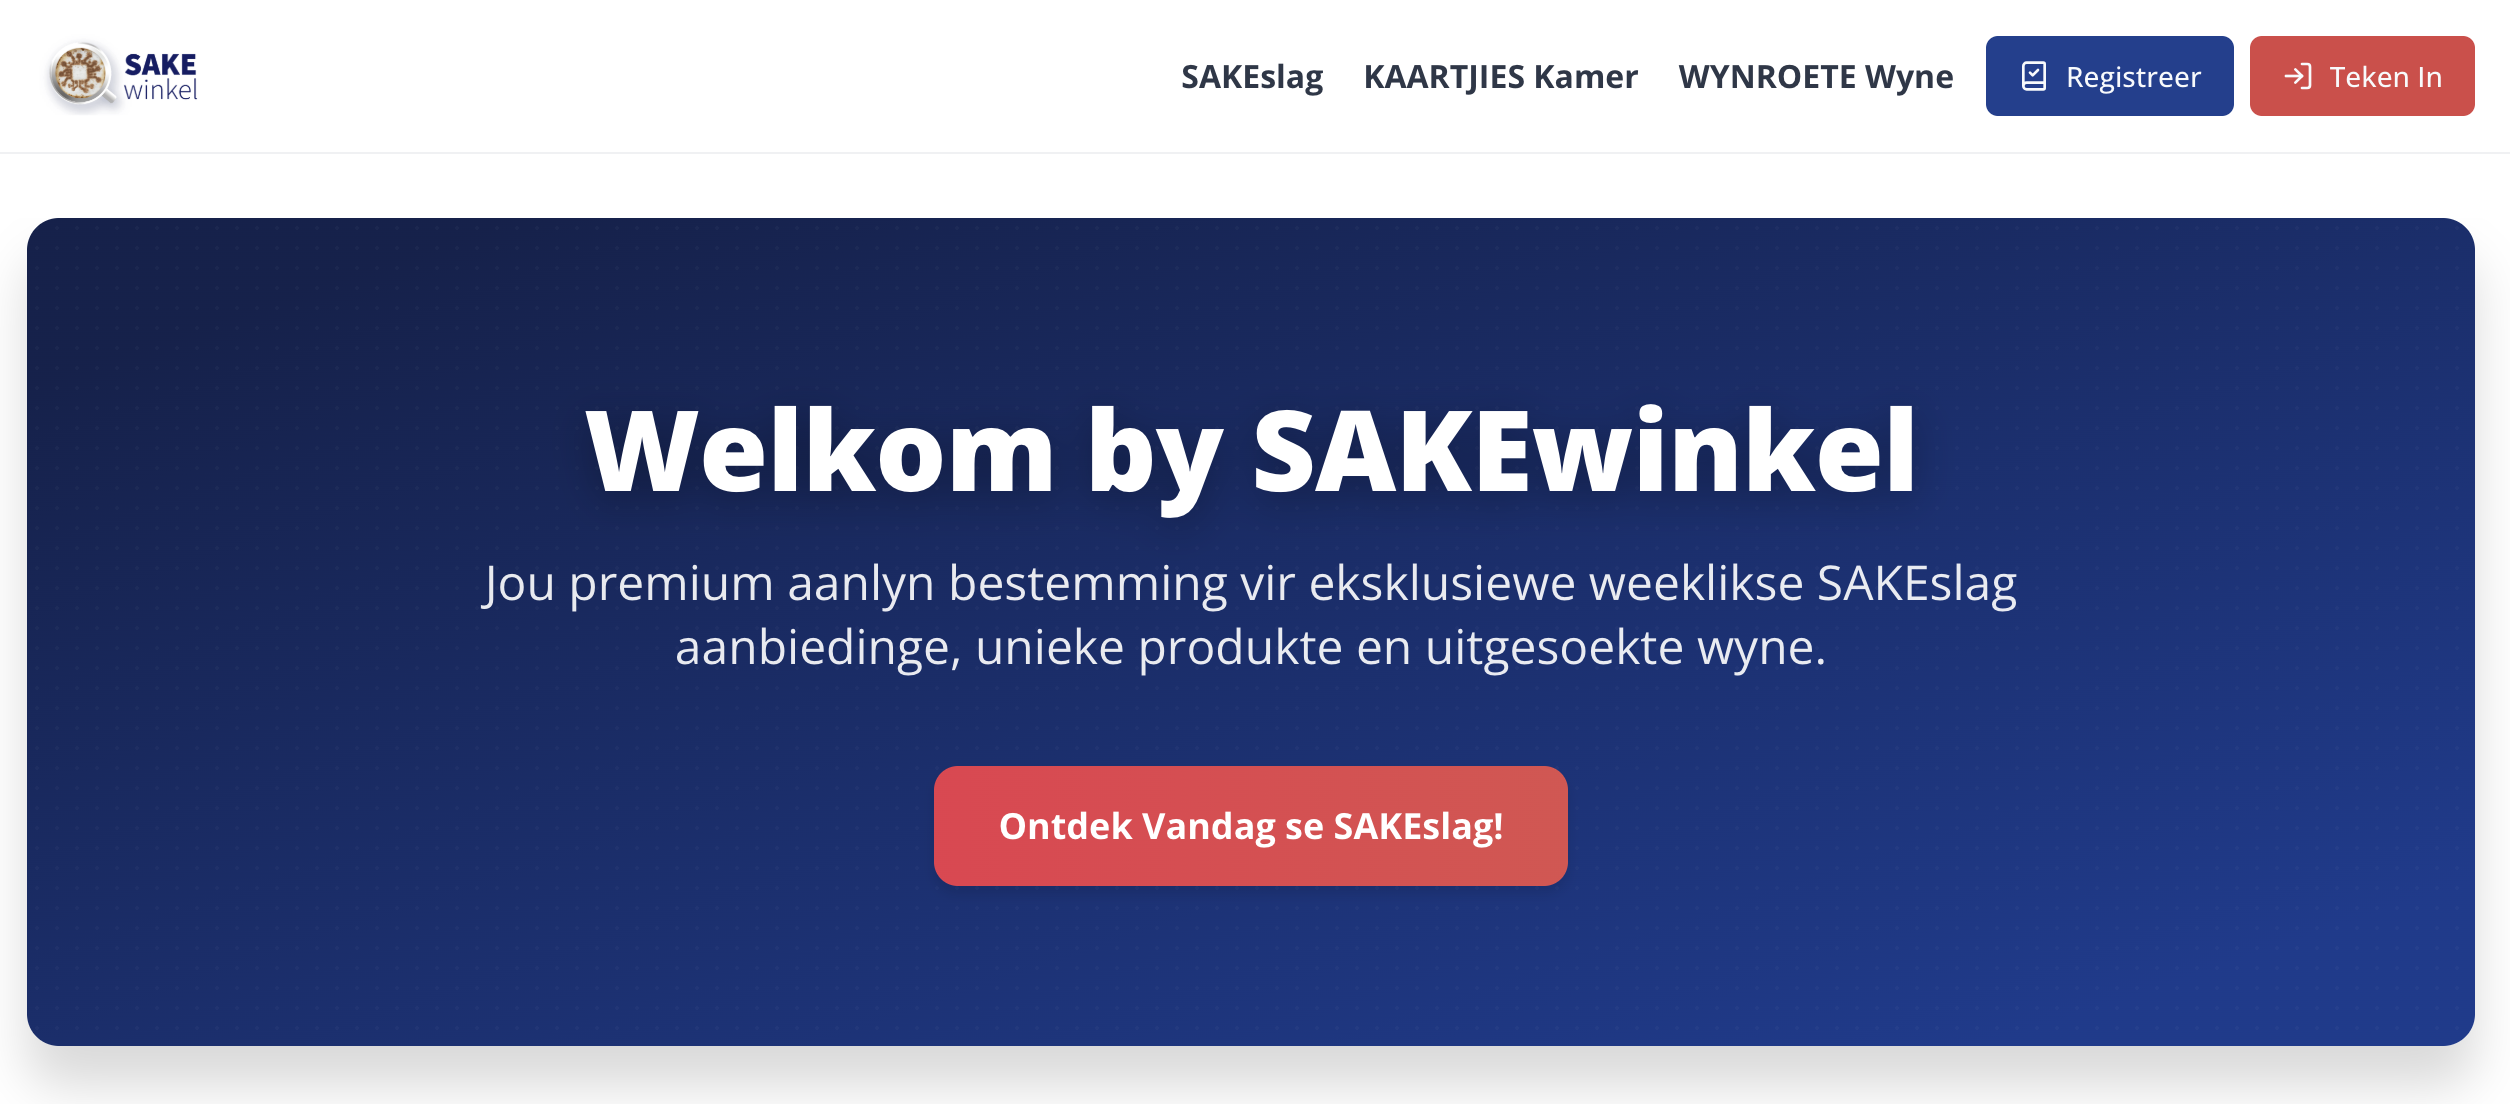 SAKE
winkel
SAKEslag
KAARTJIES Kamer
WYNROETE Wyne
Registreer
Teken In
Welkom by SAKEwinkel
Jou premium aanlyn bestemming vir eksklusiewe weeklikse SAKEslag
aanbiedinge, unieke produkte en uitgesoekte wyne.
Ontdek Vandag se SAKEslag!